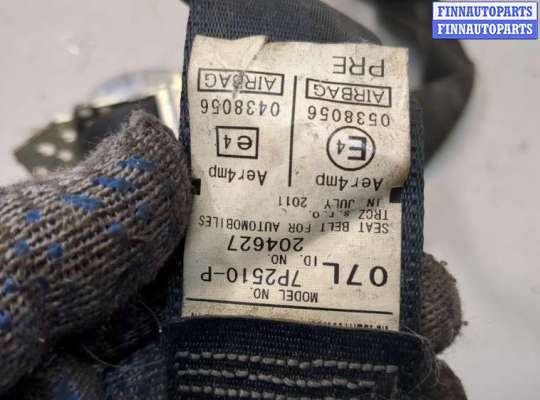 FINNAUTOPARTS
FINNAUTOPARTS
MODEL NO.
07L 7P2510-P
ID. NO.
204627
SEAT BELT FOR AUTOMOBILES
TRCZ s.r.o.
IN JULY 2011
Aer4mp Aer4mp
E4 e4
0538056 0438056
AIRBAG AIRBAG
PRE